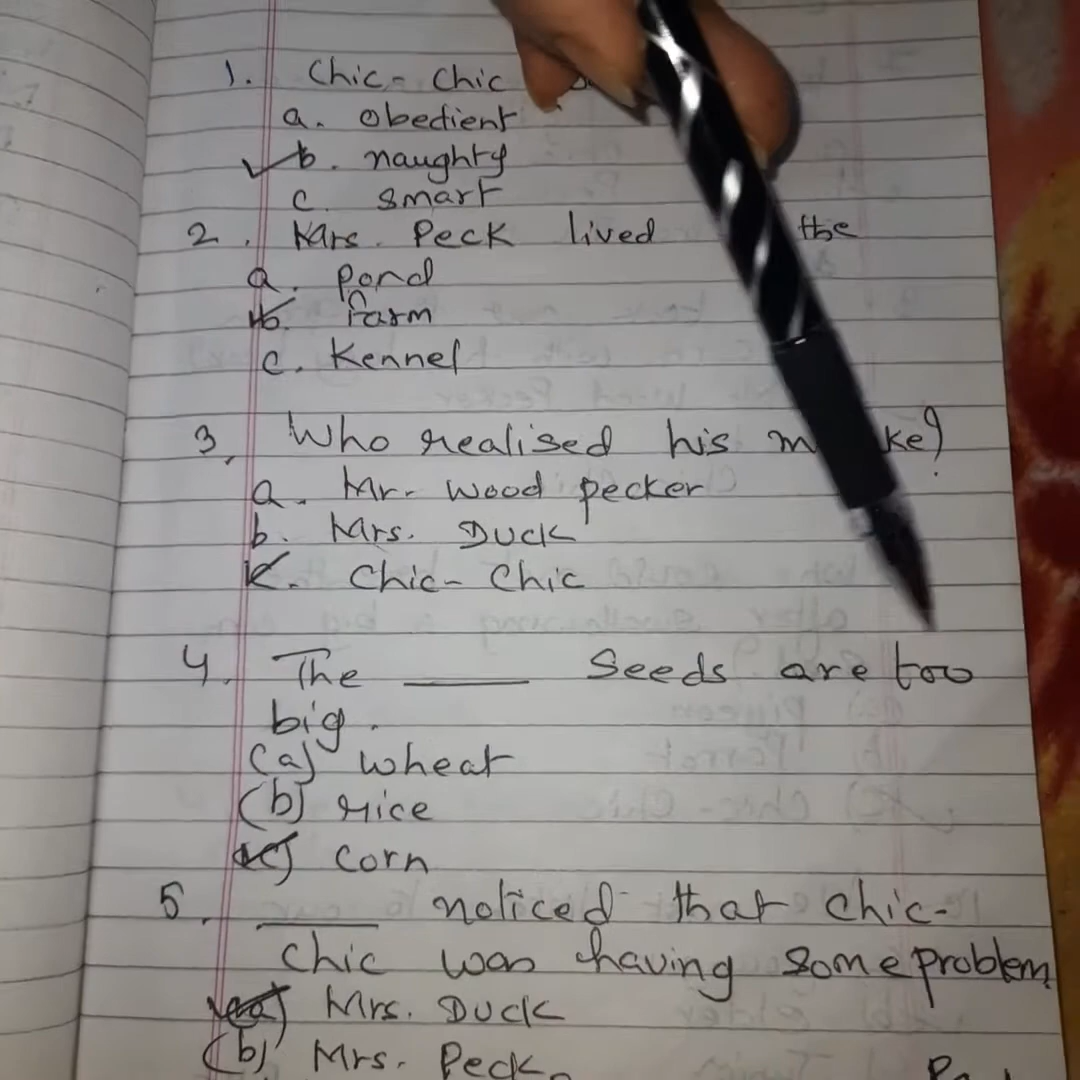 1. Chic- Chic
a. obedient
b. naughty
c. smart
2. Mrs. Peck lived the
a. pond
b. farm
c. Kennel
3. Who realised his
a. Mr. Wood pecker
b. Mrs. Duck
c. Chic-Chic
4. The ______ Seeds are too
big.
(a) wheat
(b) rice
(c) corn
5. ______ noticed that chic-
chic was having some problem
(a) Mrs. Duck
(b) Mrs. Peck